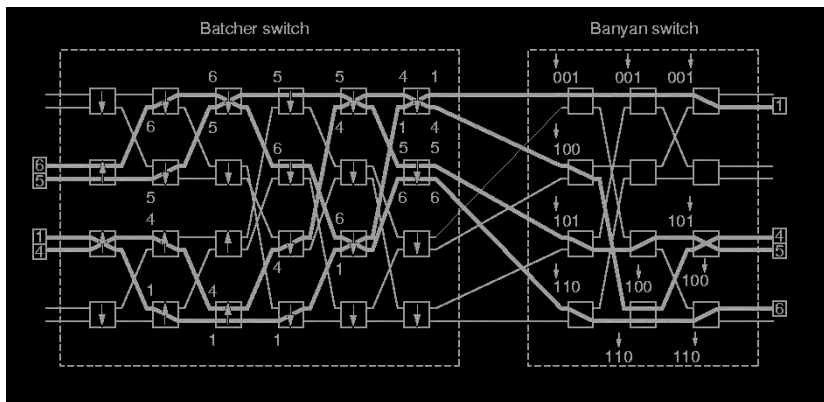 Batcher switch Banyan switch
6 5 5 4 1 001 001 001
1
6 5 4 1 4 100
6 6 5 5
6
5
5
4 6 6 6 101 101
1 4
4 5
1 4 4 1 110 100 100
6
1 1 110 110